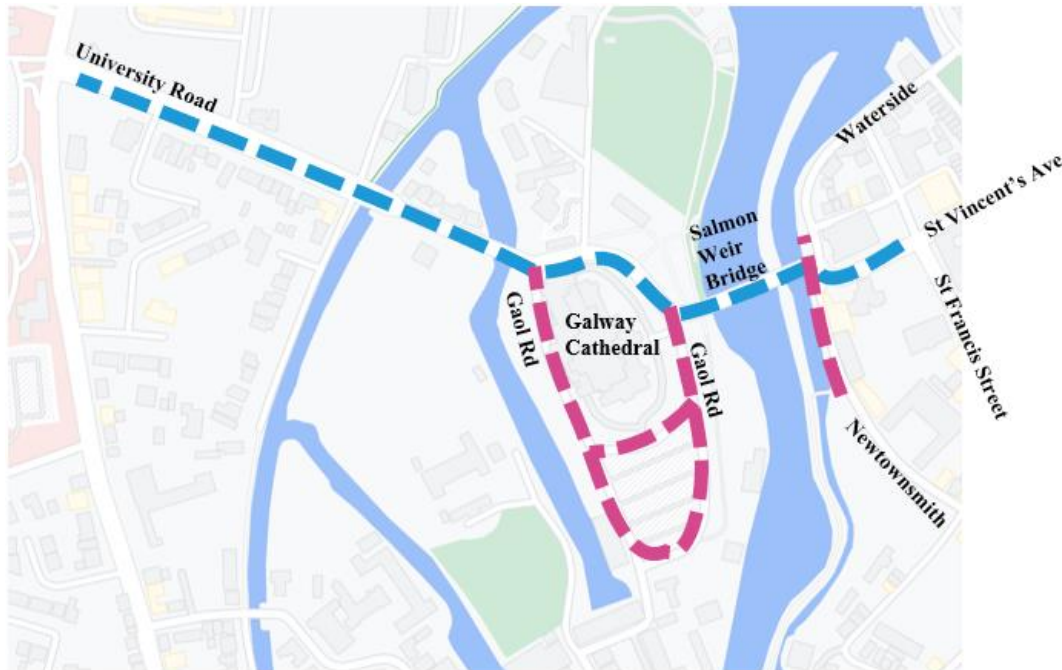 University Road
Waterside
St Vincent's Ave
Salmon
Weir
Bridge
Gaol Rd
Galway
Cathedral
Gaol Rd
St Francis Street
Newtownsmith